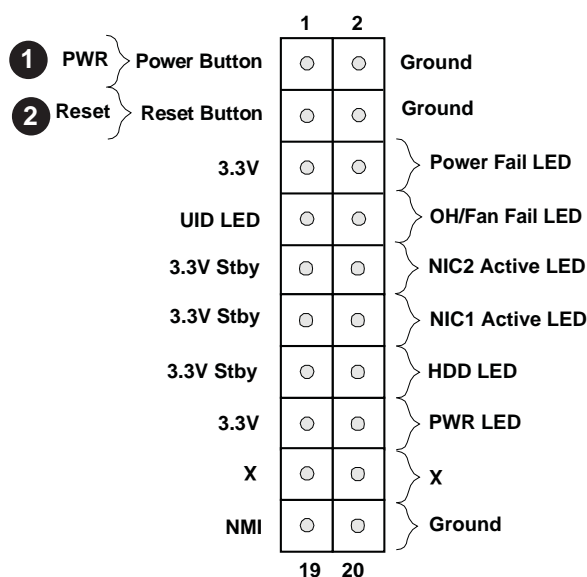 1 2
1 PWR Power Button Ground
2 Reset Reset Button Ground
3.3V Power Fail LED
UID LED OH/Fan Fail LED
3.3V Stby NIC2 Active LED
3.3V Stby NIC1 Active LED
3.3V Stby HDD LED
3.3V PWR LED
X X
NMI Ground
19 20